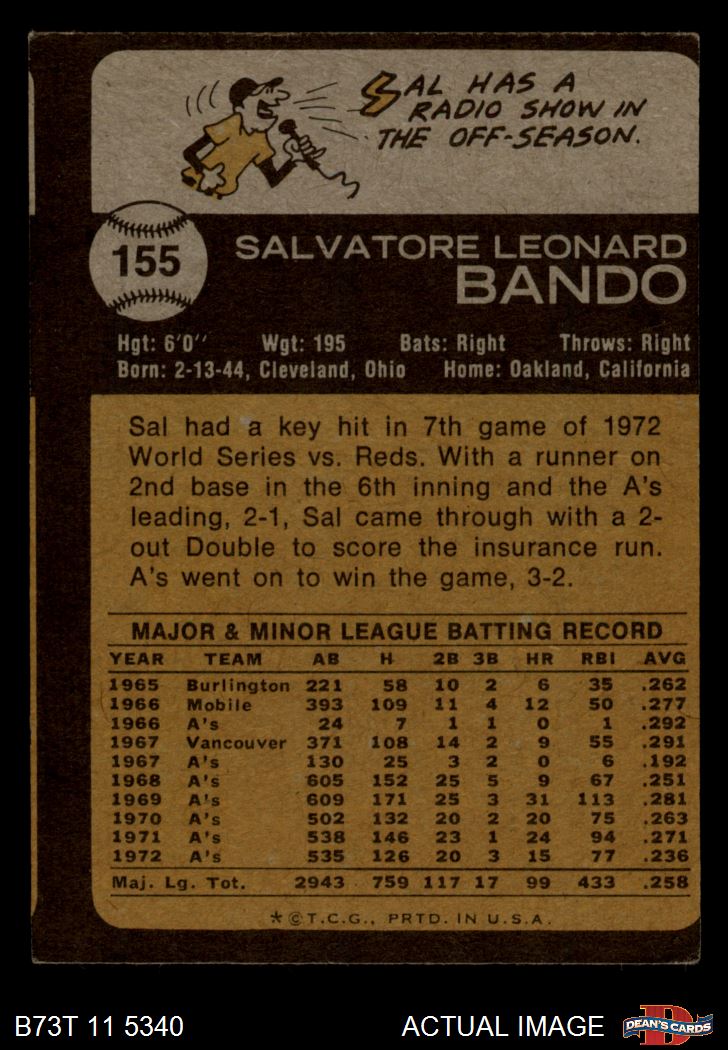 SAL HAS A
RADIO SHOW IN
THE OFF-SEASON.
155
SALVATORE LEONARD
BANDO
Hgt: 6'0'' Wgt: 195 Bats: Right Throws: Right
Born: 2-13-44, Cleveland, Ohio Home: Oakland, California
Sal had a key hit in 7th game of 1972
World Series vs. Reds. With a runner on
2nd base in the 6th inning and the A's
leading, 2-1, Sal came through with a 2-
out Double to score the insurance run.
A's went on to win the game, 3-2.
MAJOR & MINOR LEAGUE BATTING RECORD
YEAR TEAM AB H 2B 3B HR RBI AVG
1965 Burlington 221 58 10 2 6 35 .262
1966 Mobile 393 109 11 4 12 50 .277
1966 A's 24 7 1 1 0 1 .292
1967 Vancouver 371 108 14 2 9 55 .291
1967 A's 130 25 3 2 0 6 .192
1968 A's 605 152 25 5 9 67 .251
1969 A's 609 171 25 3 31 113 .281
1970 A's 502 132 20 2 20 75 .263
1971 A's 538 146 23 1 24 94 .271
1972 A's 535 126 20 3 15 77 .236
Maj. Lg. Tot. 2943 759 117 17 99 433 .258
*©T.C.G., PRTD. IN U.S.A.
B73T 11 5340 ACTUAL IMAGE D DEAN'S CARDS